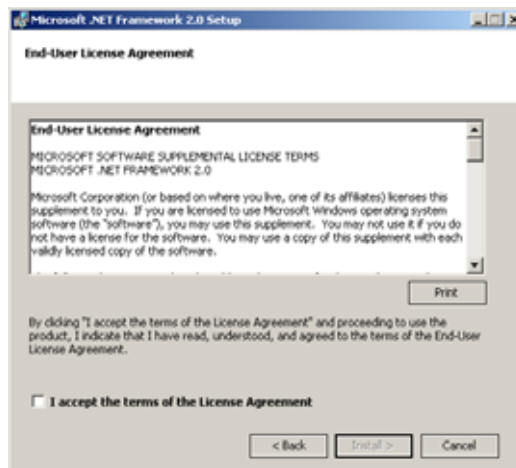 Microsoft .NET Framework 2.0 Setup
End-User License Agreement
End-User License Agreement
MICROSOFT SOFTWARE SUPPLEMENTAL LICENSE TERMS
MICROSOFT .NET FRAMEWORK 2.0
Microsoft Corporation (or based on where you live, one of its affiliates) licenses this
supplement to you. If you are licensed to use Microsoft Windows operating system
software (the "software"), you may use this supplement. You may not use it if you do
not have a license for the software. You may use a copy of this supplement with each
validly licensed copy of the software.
Print
By clicking "I accept the terms of the License Agreement" and proceeding to use the
product, I indicate that I have read, understood, and agreed to the terms of the End-User
License Agreement.
I accept the terms of the License Agreement
< Back Install > Cancel